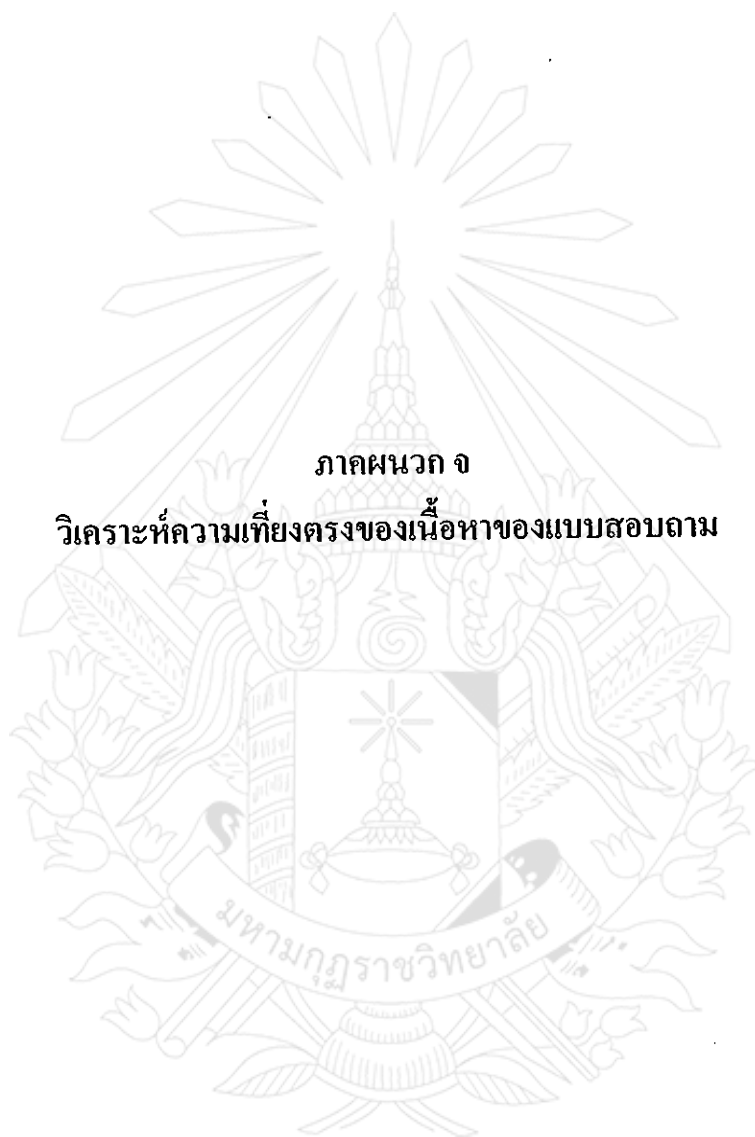 ภาคผนวก จ
วิเคราะห์ความเที่ยงตรงของเนื้อหาของแบบสอบถาม
มหามกุฏราชวิทยาลัย